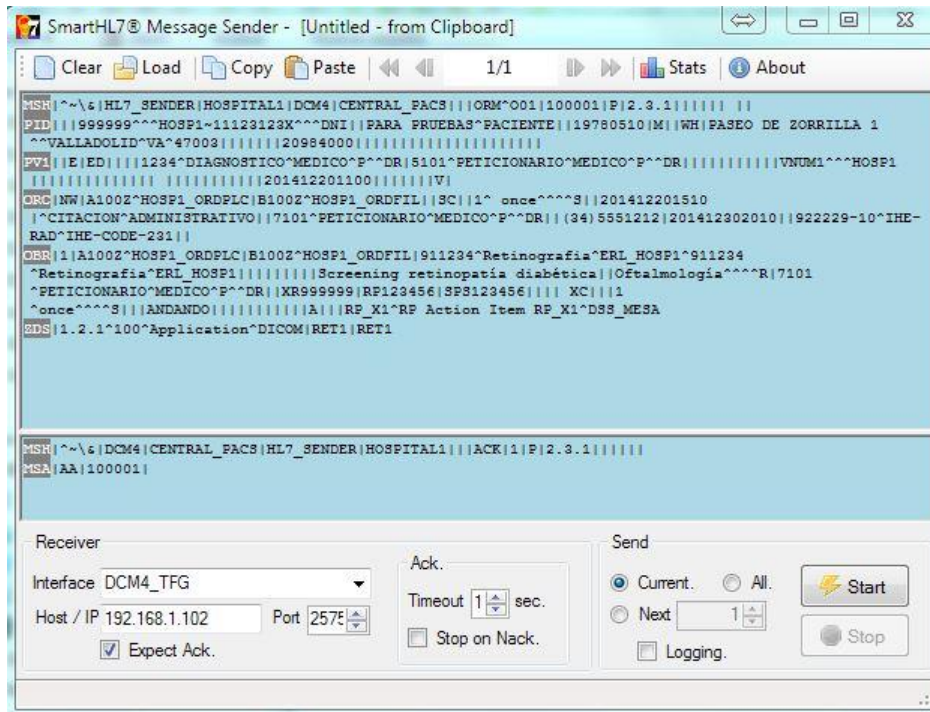 SmartHL7® Message Sender - [Untitled - from Clipboard]
Clear Load Copy Paste 1/1 Stats About
MSH|^~\&|HL7_SENDER|HOSPITAL1|DCM4|CENTRAL_PACS|||ORM^O01|100001|P|2.3.1|||||| ||
PID|||999999^^^HOSP1~11123123X^^^DNI||PARA PRUEBAS^PACIENTE||19780510|M||WH|PASEO DE ZORRILLA 1
^^VALLADOLID^VA^47003|||||||20984000||||||||||||||||||||||
PV1||E|ED||||1234^DIAGNOSTICO^MEDICO^P^^DR|5101^PETICIONARIO^MEDICO^P^^DR|||||||||||VNUM1^^^HOSP1
|||||||||||||| |||||||||||201412201100|||||||V|
ORC|NW|A100Z^HOSP1_ORDPLC|B100Z^HOSP1_ORDFIL||SC||1^ once^^^^S||201412201510
|^CITACION^ADMINISTRATIVO||7101^PETICIONARIO^MEDICO^P^^DR||(34)5551212|201412302010||922229-10^IHE-
RAD^IHE-CODE-231||
OBR|1|A100Z^HOSP1_ORDPLC|B100Z^HOSP1_ORDFIL|911234^Retinografia^ERL_HOSP1^911234
^Retinografia^ERL_HOSP1|||||||||Screening retinopatía diabética||Oftalmología^^^^R|7101
^PETICIONARIO^MEDICO^P^^DR||XR999999|RP123456|SPS123456|||| XC|||1
^once^^^^S|||ANDANDO|||||||||||A|||RP_X1^RP Action Item RP_X1^DSS_MESA
ZDS|1.2.1^100^Application^DICOM|RET1|RET1
MSH|^~\&|DCM4|CENTRAL_PACS|HL7_SENDER|HOSPITAL1|||ACK|1|P|2.3.1||||||
MSA|AA|100001|
Receiver
Interface DCM4_TFG
Host / IP 192.168.1.102 Port 2575
Expect Ack.
Ack.
Timeout 1 sec.
Stop on Nack.
Send
Current. All.
Next 1
Logging.
Start
Stop